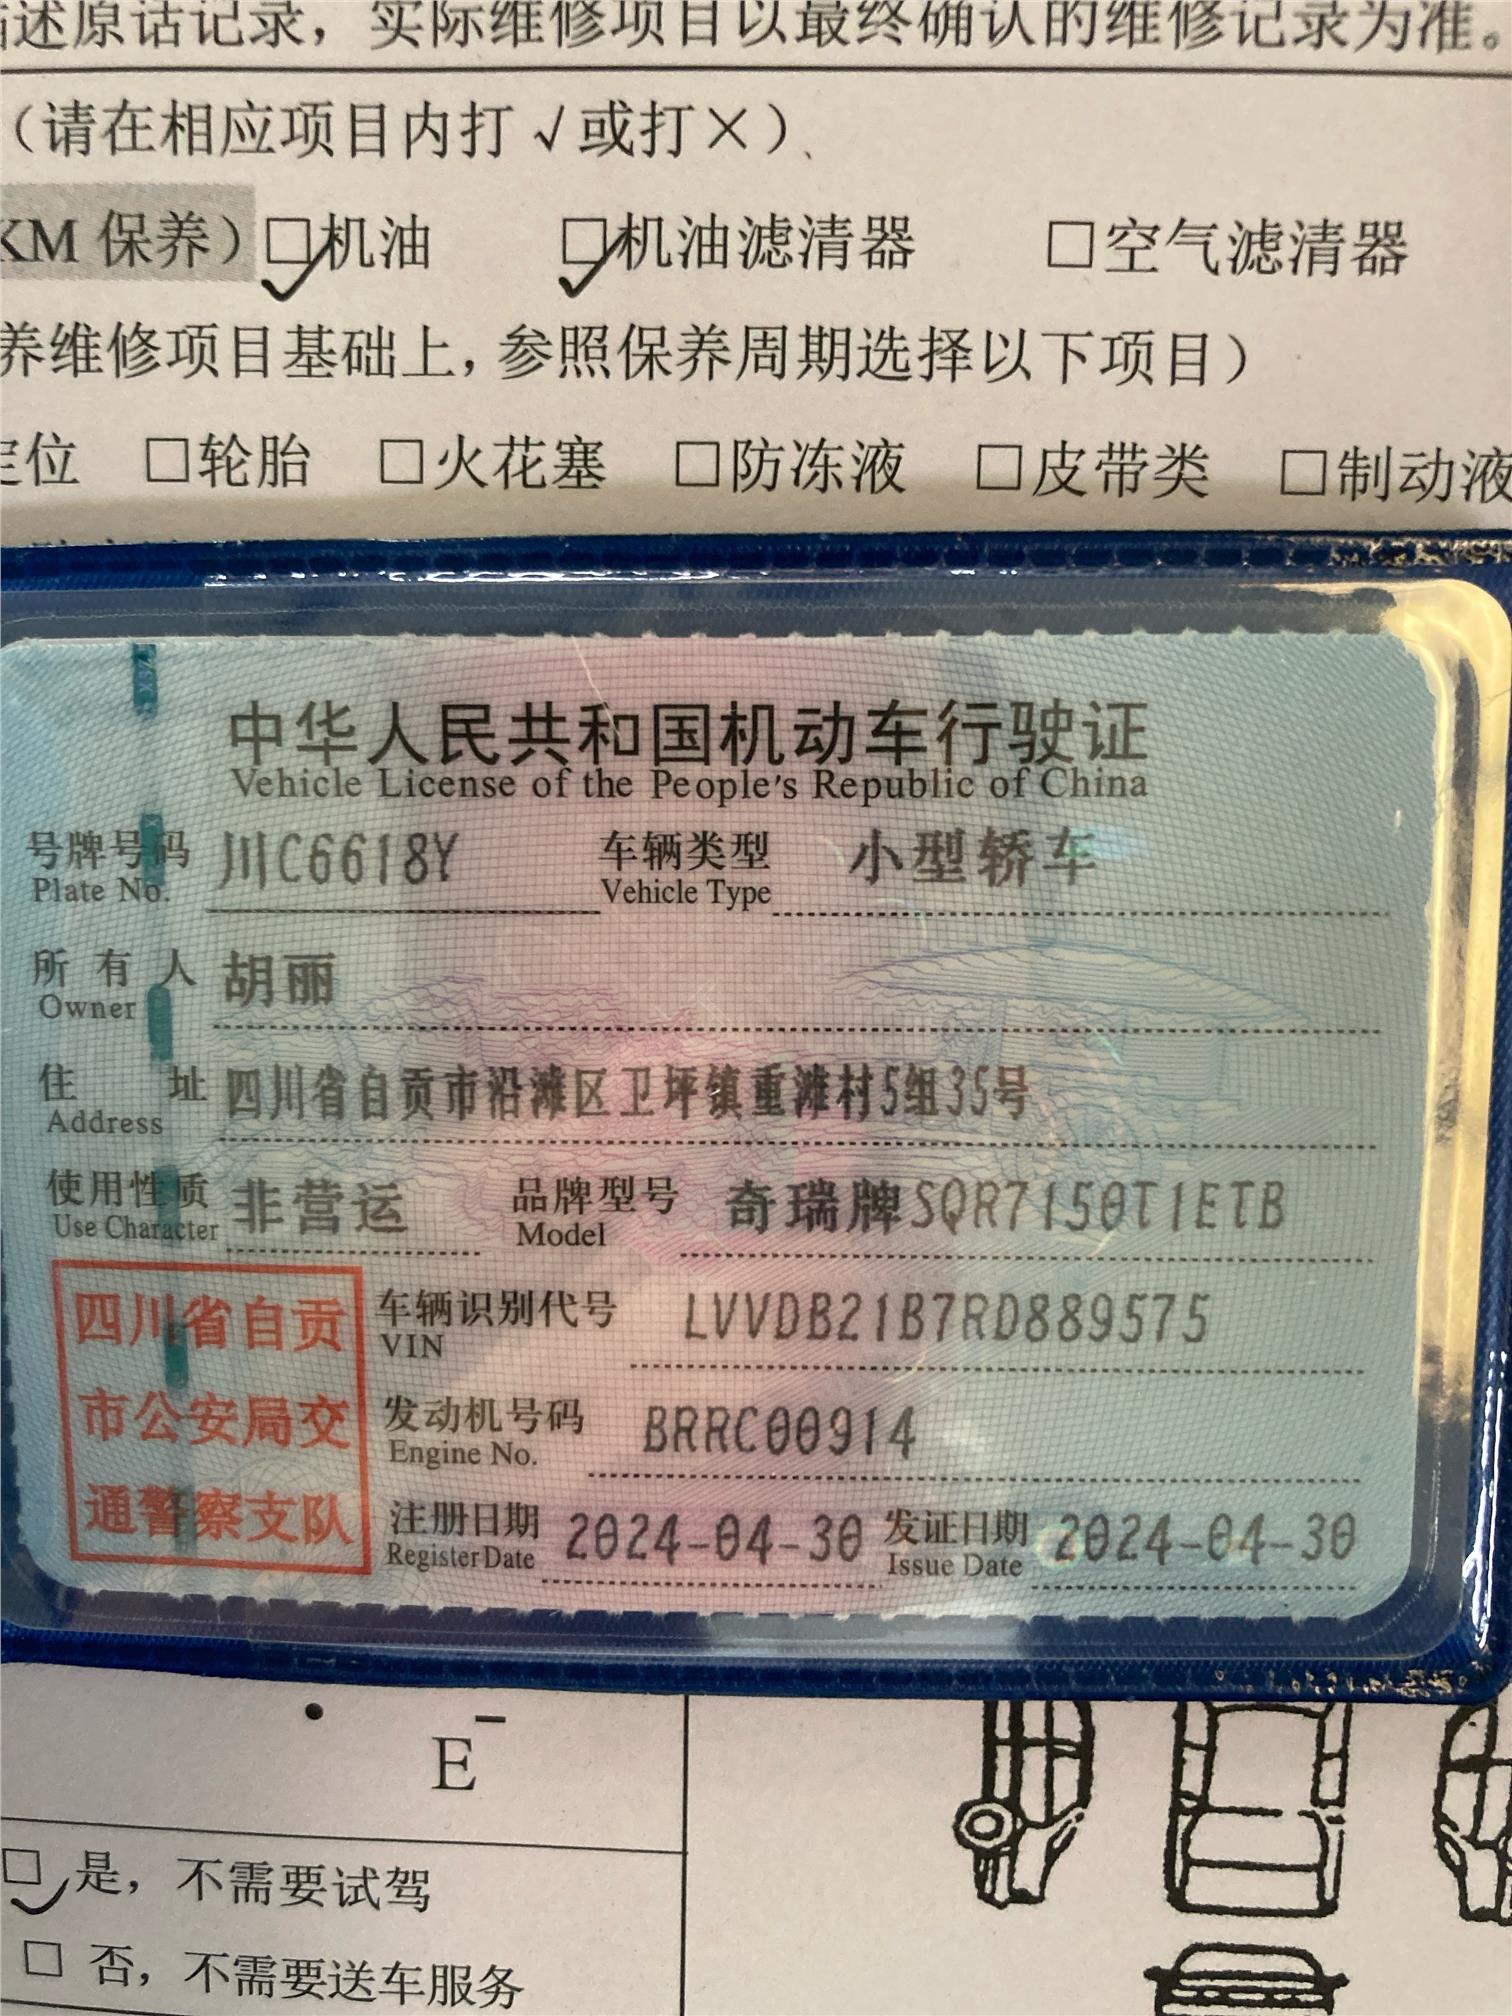 描述原话记录，实际维修项目以最终确认的维修记录为准。
（请在相应项目内打√或打×）、
KM 保养）☑机油 ☑机油滤清器 □空气滤清器
养维修项目基础上，参照保养周期选择以下项目）
定位 □轮胎 □火花塞 □防冻液 □皮带类 □制动液
中华人民共和国机动车行驶证
Vehicle License of the People's Republic of China
号牌号码 川C6618Y 车辆类型 小型轿车
Plate No. Vehicle Type
所有人 胡丽
Owner
住址 四川省自贡市沿滩区卫坪镇重滩村5组35号
Address
使用性质 非营运 品牌型号 奇瑞牌SQR7150T1ETB
Use Character Model
四川省自贡
市公安局交
通警察支队
车辆识别代号 LVVDB21B7RD889575
VIN
发动机号码 BRRC00914
Engine No.
注册日期 2024-04-30 发证日期 2024-04-30
Register Date Issue Date
E
☑是，不需要试驾
□ 否，不需要送车服务